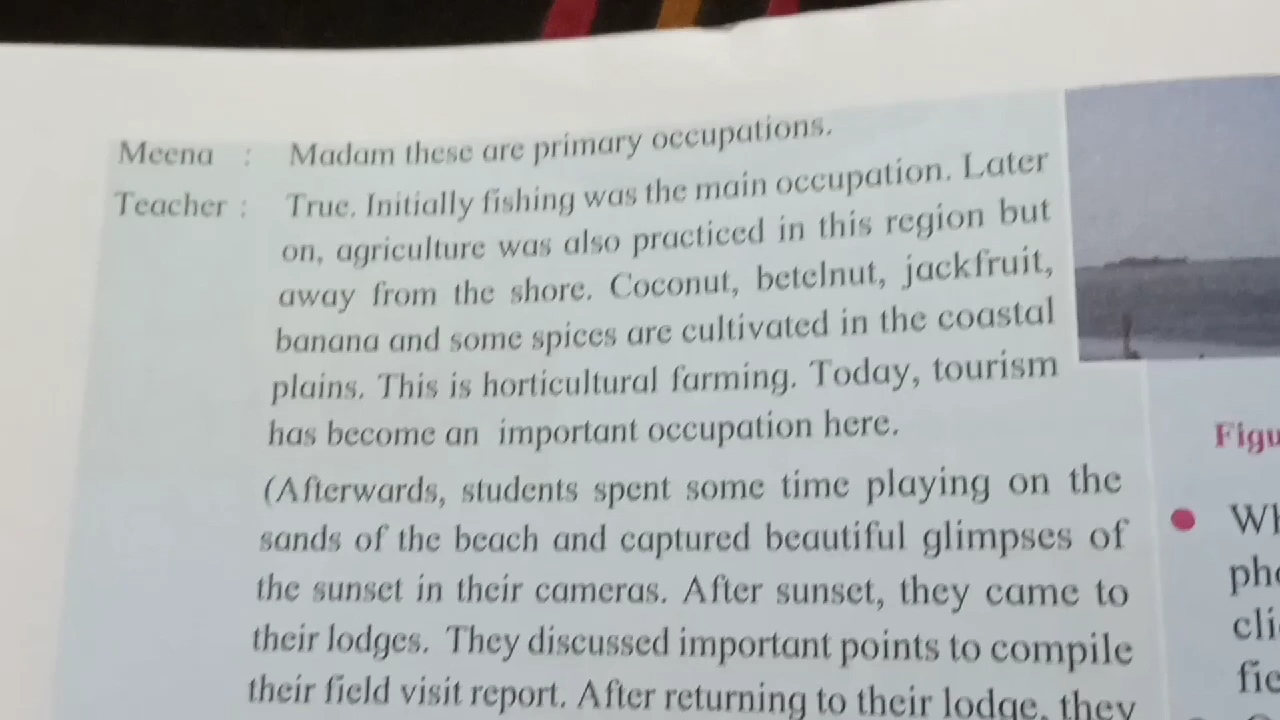 Meena : Madam these are primary occupations.
Teacher : True. Initially fishing was the main occupation. Later
on, agriculture was also practiced in this region but
away from the shore. Coconut, betelnut, jackfruit,
banana and some spices are cultivated in the coastal
plains. This is horticultural farming. Today, tourism
has become an important occupation here.
(Afterwards, students spent some time playing on the
sands of the beach and captured beautiful glimpses of
the sunset in their cameras. After sunset, they came to
their lodges. They discussed important points to compile
their field visit report. After returning to their lodge, they